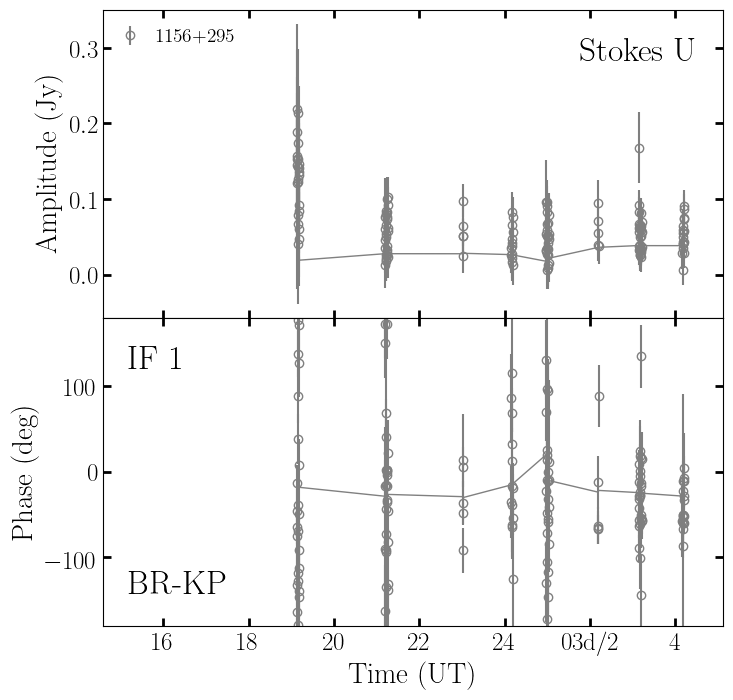 1156+295
Stokes U
0.3
0.2
0.1
0.0
Amplitude (Jy)
IF 1
100
0
−100
Phase (deg)
BR-KP
16 18 20 22 24 03d/2 4
Time (UT)